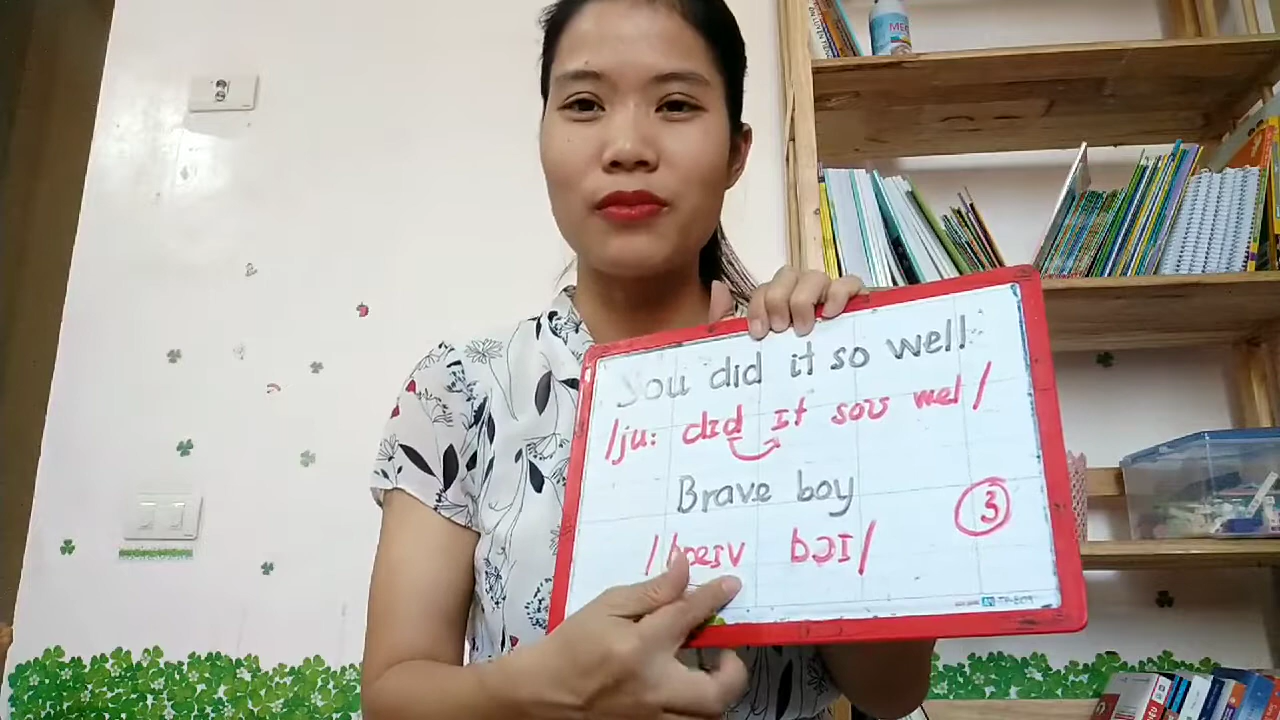 You did it so well
/ju: dɪd ɪt soʊ wel/
Brave boy
/breɪv bɔɪ/
3